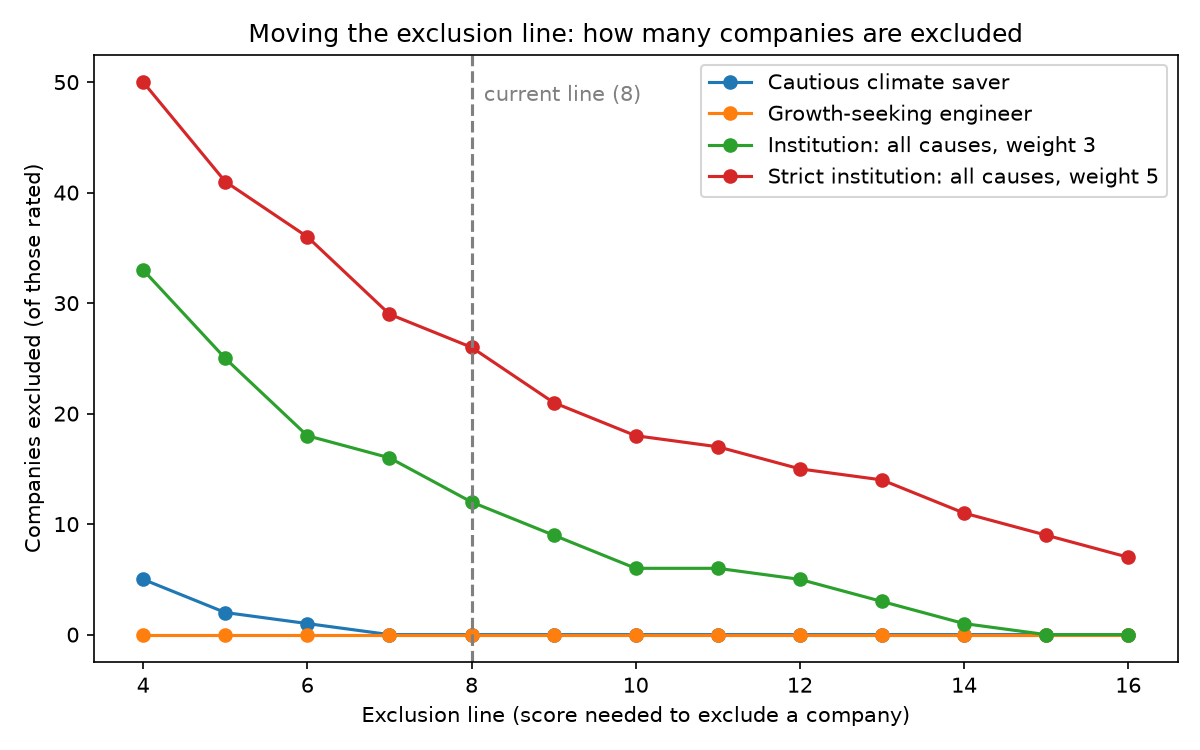 Moving the exclusion line: how many companies are excluded
Companies excluded (of those rated)
50
40
30
20
10
0
current line (8)
Cautious climate saver
Growth-seeking engineer
Institution: all causes, weight 3
Strict institution: all causes, weight 5
4 6 8 10 12 14 16
Exclusion line (score needed to exclude a company)